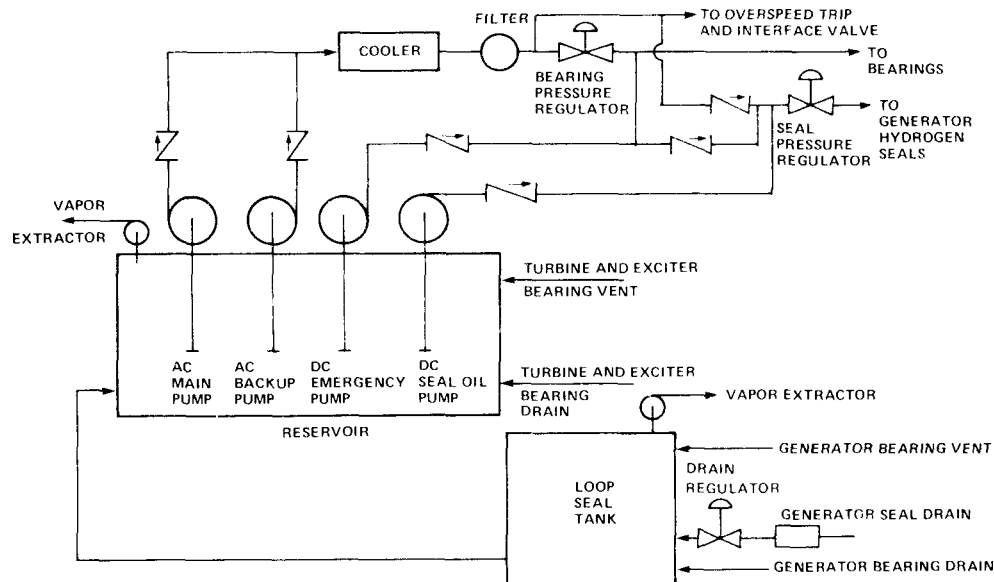 FILTER
TO OVERSPEED TRIP
AND INTERFACE VALVE
COOLER
BEARING
PRESSURE
REGULATOR
TO
BEARINGS
SEAL
PRESSURE
REGULATOR
TO
GENERATOR
HYDROGEN
SEALS
VAPOR
EXTRACTOR
TURBINE AND EXCITER
BEARING VENT
AC
MAIN
PUMP
AC
BACKUP
PUMP
DC
EMERGENCY
PUMP
DC
SEAL OIL
PUMP
TURBINE AND EXCITER
BEARING
DRAIN
RESERVOIR
VAPOR EXTRACTOR
GENERATOR BEARING VENT
DRAIN
REGULATOR
LOOP
SEAL
TANK
GENERATOR SEAL DRAIN
GENERATOR BEARING DRAIN